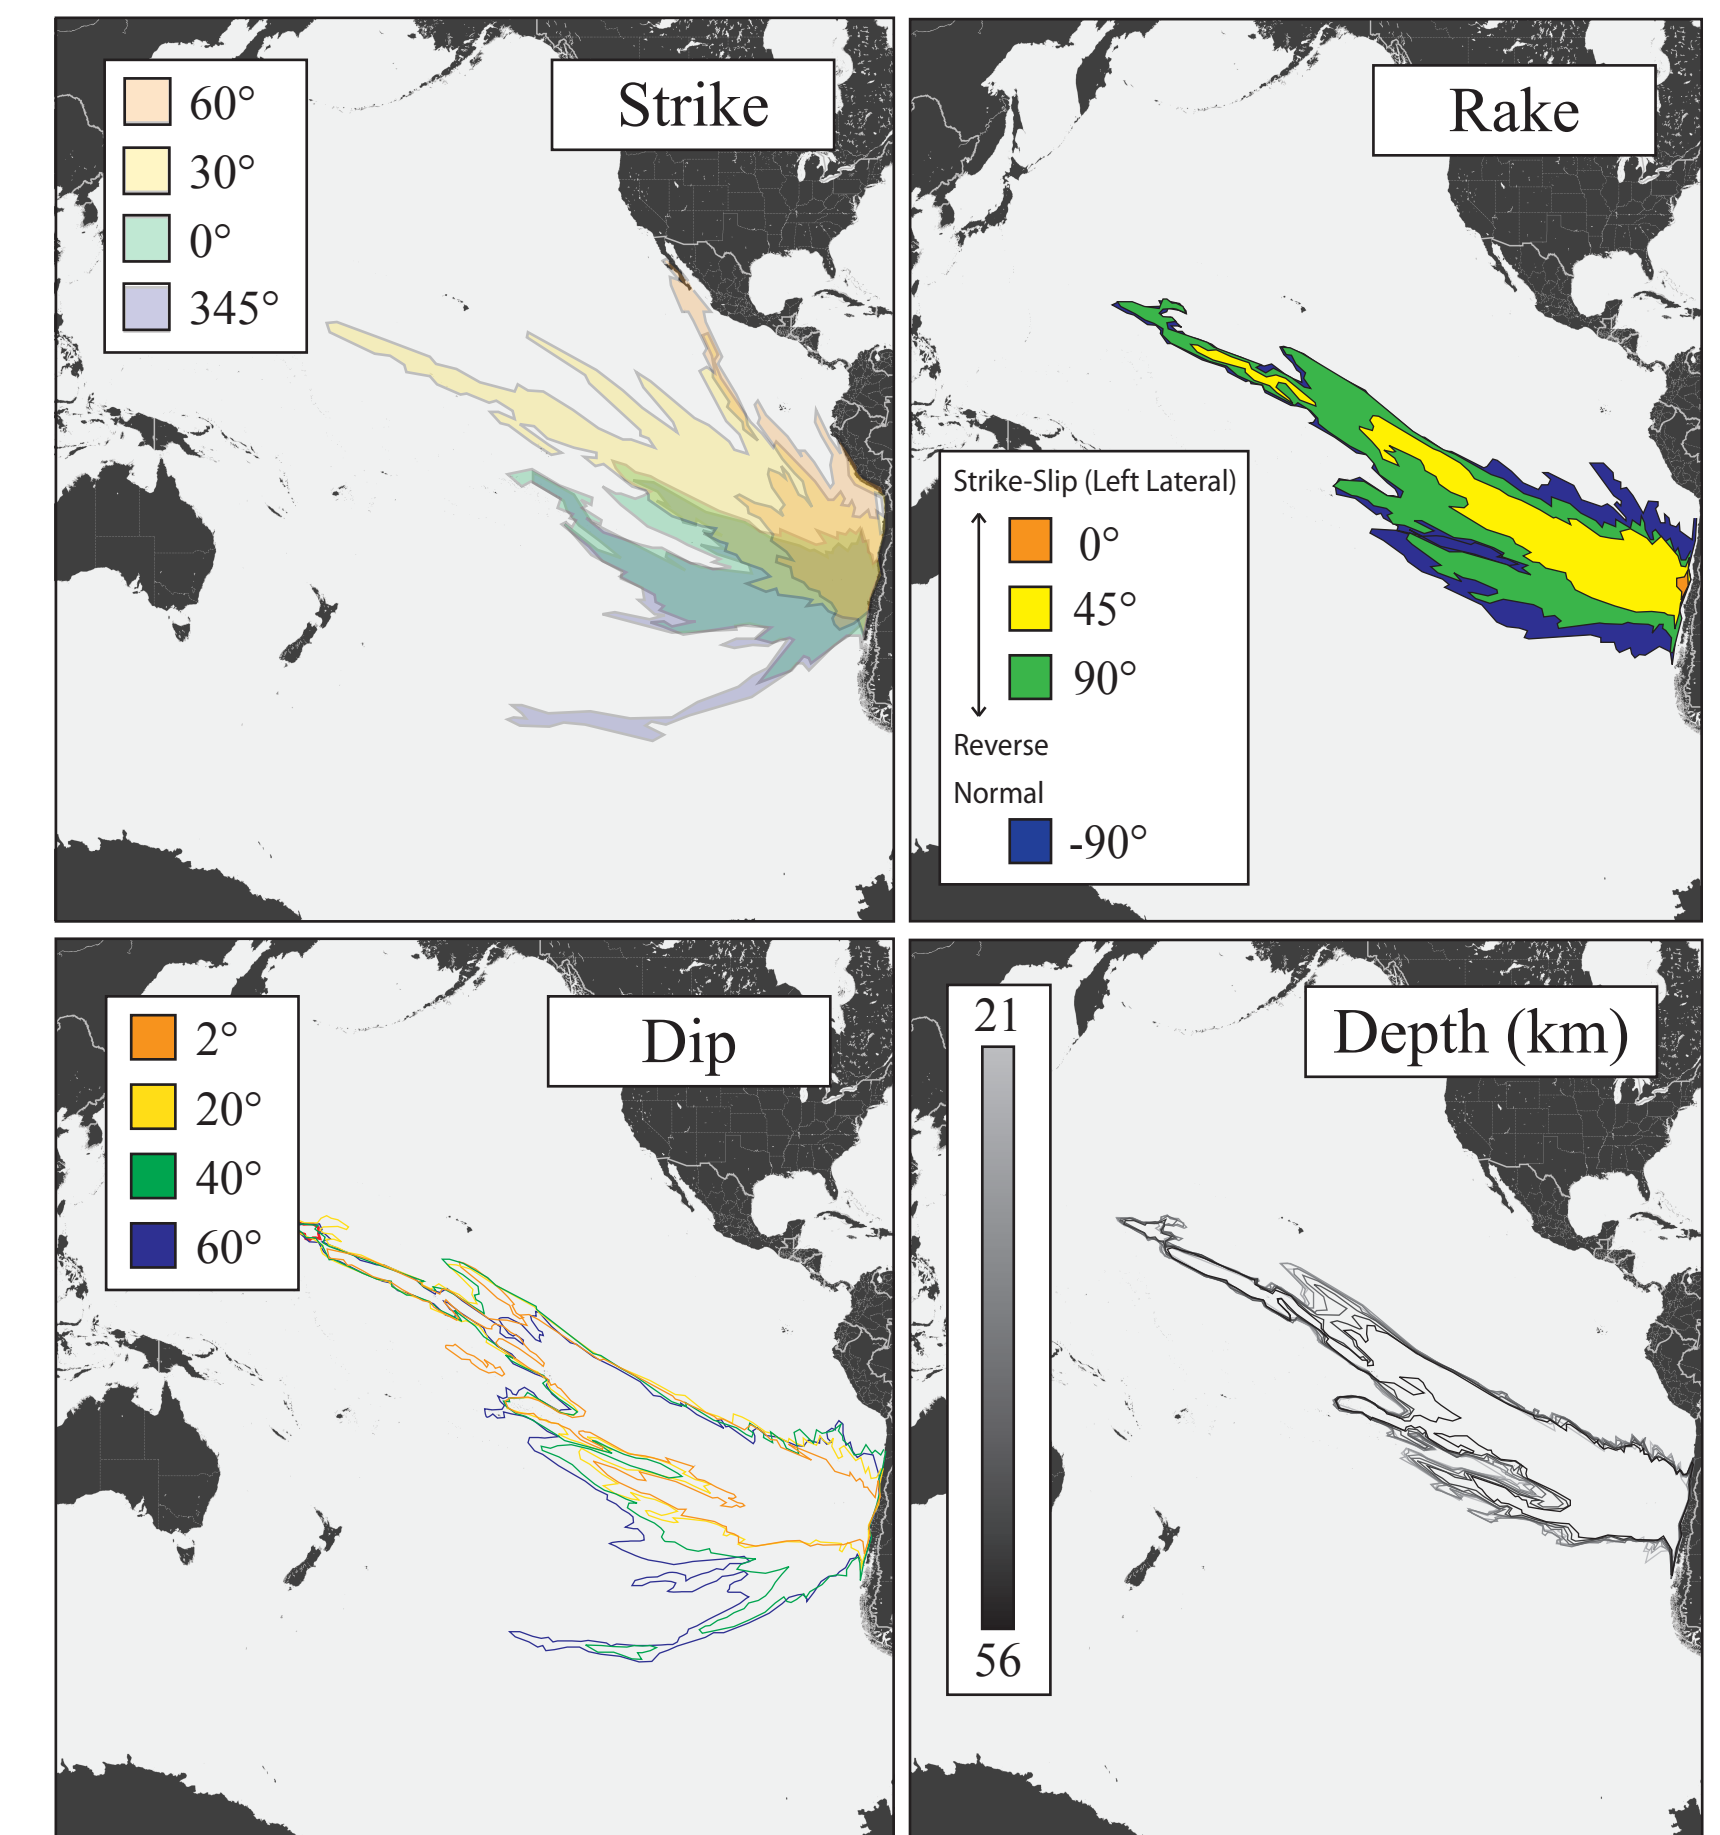 Strike
60°
30°
0°
345°
Rake
Strike-Slip (Left Lateral)
0°
45°
90°
Reverse
Normal
-90°
Dip
2°
20°
40°
60°
Depth (km)
21
56